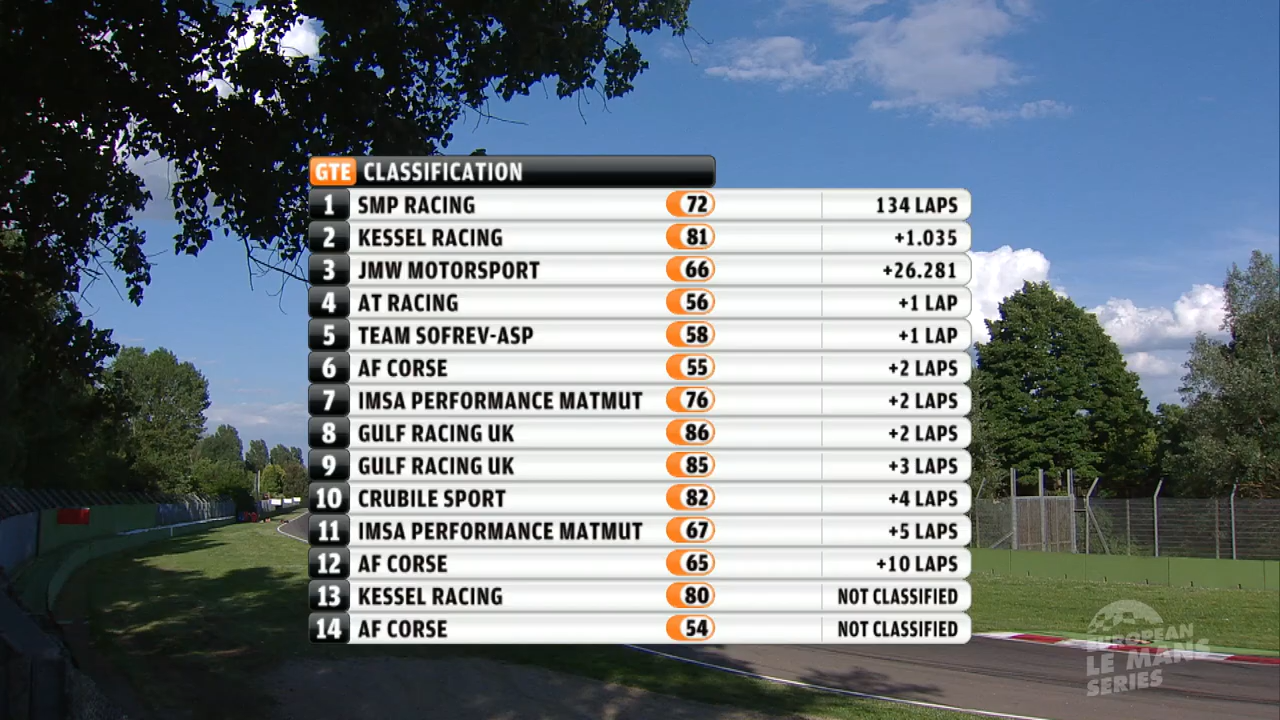 GTE CLASSIFICATION
1 SMP RACING 72 134 LAPS
2 KESSEL RACING 81 +1.035
3 JMW MOTORSPORT 66 +26.281
4 AT RACING 56 +1 LAP
5 TEAM SOFREV-ASP 58 +1 LAP
6 AF CORSE 55 +2 LAPS
7 IMSA PERFORMANCE MATMUT 76 +2 LAPS
8 GULF RACING UK 86 +2 LAPS
9 GULF RACING UK 85 +3 LAPS
10 CRUBILE SPORT 82 +4 LAPS
11 IMSA PERFORMANCE MATMUT 67 +5 LAPS
12 AF CORSE 65 +10 LAPS
13 KESSEL RACING 80 NOT CLASSIFIED
14 AF CORSE 54 NOT CLASSIFIED
EUROPEAN
LE MANS
SERIES